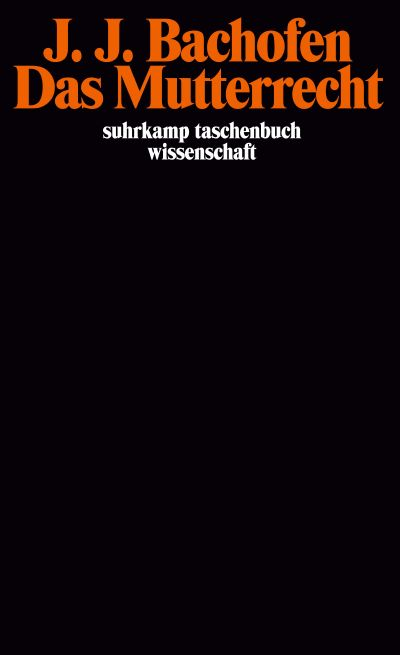 J. J. Bachofen
Das Mutterrecht
suhrkamp taschenbuch
wissenschaft